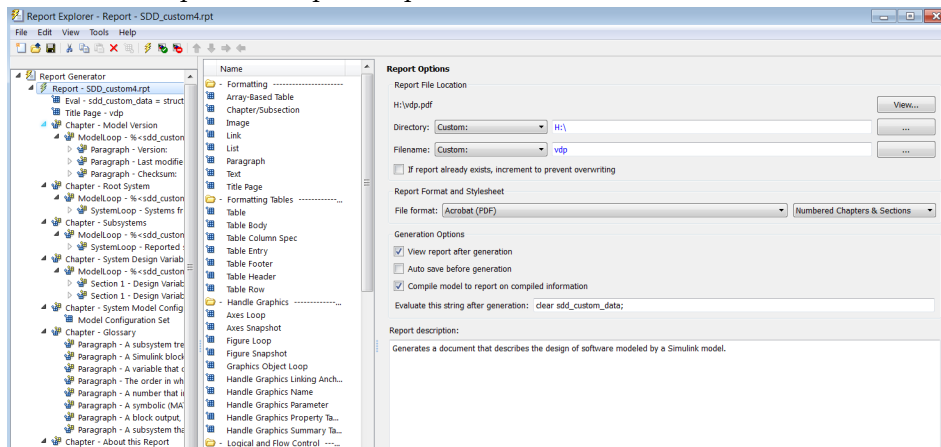 Report Explorer - Report - SDD_custom4.rpt
File Edit View Tools Help
Report Generator
Report - SDD_custom4.rpt
Eval - sdd_custom_data = struct
Title Page - vdp
Chapter - Model Version
ModelLoop - %<sdd_custon
Paragraph - Version:
Paragraph - Last modifie
Paragraph - Checksum:
Chapter - Root System
ModelLoop - %<sdd_custon
SystemLoop - Systems fr
Chapter - Subsystems
ModelLoop - %<sdd_custon
SystemLoop - Reported
Chapter - System Design Variab
ModelLoop - %<sdd_custon
Section 1 - Design Variab
Section 1 - Design Variab
Chapter - System Model Config
Model Configuration Set
Chapter - Glossary
Paragraph - A subsystem tre
Paragraph - A Simulink block
Paragraph - A variable that
Paragraph - The order in wh
Paragraph - A number that i
Paragraph - A symbolic (MA
Paragraph - A block output,
Paragraph - A subsystem tha
Chapter - About this Report
Name
- Formatting ----------------------
Array-Based Table
Chapter/Subsection
Image
Link
List
Paragraph
Text
Title Page
- Formatting Tables ------------...
Table
Table Body
Table Column Spec
Table Entry
Table Footer
Table Header
Table Row
- Handle Graphics -------------...
Axes Loop
Axes Snapshot
Figure Loop
Figure Snapshot
Graphics Object Loop
Handle Graphics Linking Anch...
Handle Graphics Name
Handle Graphics Parameter
Handle Graphics Property Ta...
Handle Graphics Summary Ta...
- Logical and Flow Control ---...
Report Options
Report File Location
H:\vdp.pdf View...
Directory: Custom: H:\ ...
Filename: Custom: vdp ...
If report already exists, increment to prevent overwriting
Report Format and Stylesheet
File format: Acrobat (PDF) Numbered Chapters & Sections
Generation Options
View report after generation
Auto save before generation
Compile model to report on compiled information
Evaluate this string after generation: clear sdd_custom_data;
Report description:
Generates a document that describes the design of software modeled by a Simulink model.